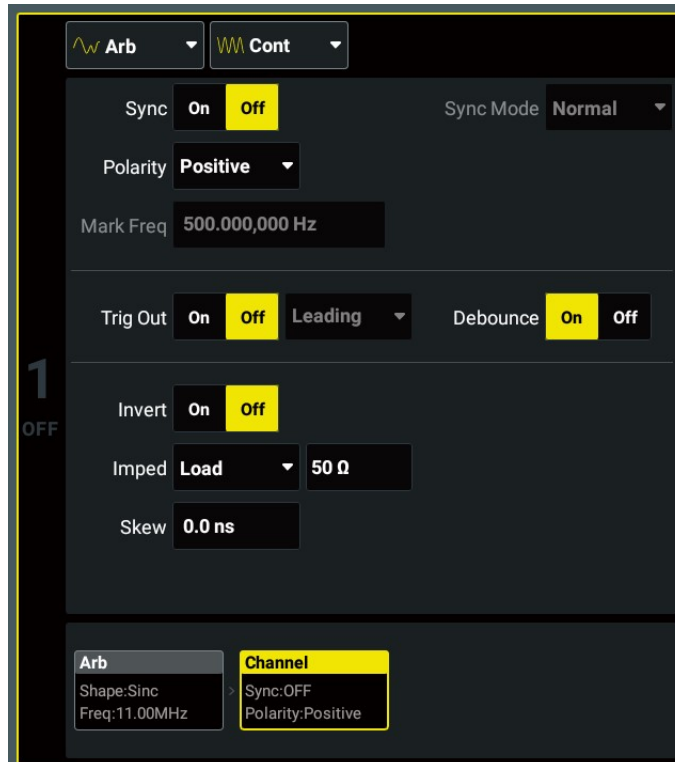 Arb Cont
Sync On Off Sync Mode Normal
Polarity Positive
Mark Freq 500.000,000 Hz
Trig Out On Off Leading Debounce On Off
1
OFF
Invert On Off
Imped Load 50 Ω
Skew 0.0 ns
Arb
Shape:Sinc
Freq:11.00MHz
>
Channel
Sync:OFF
Polarity:Positive